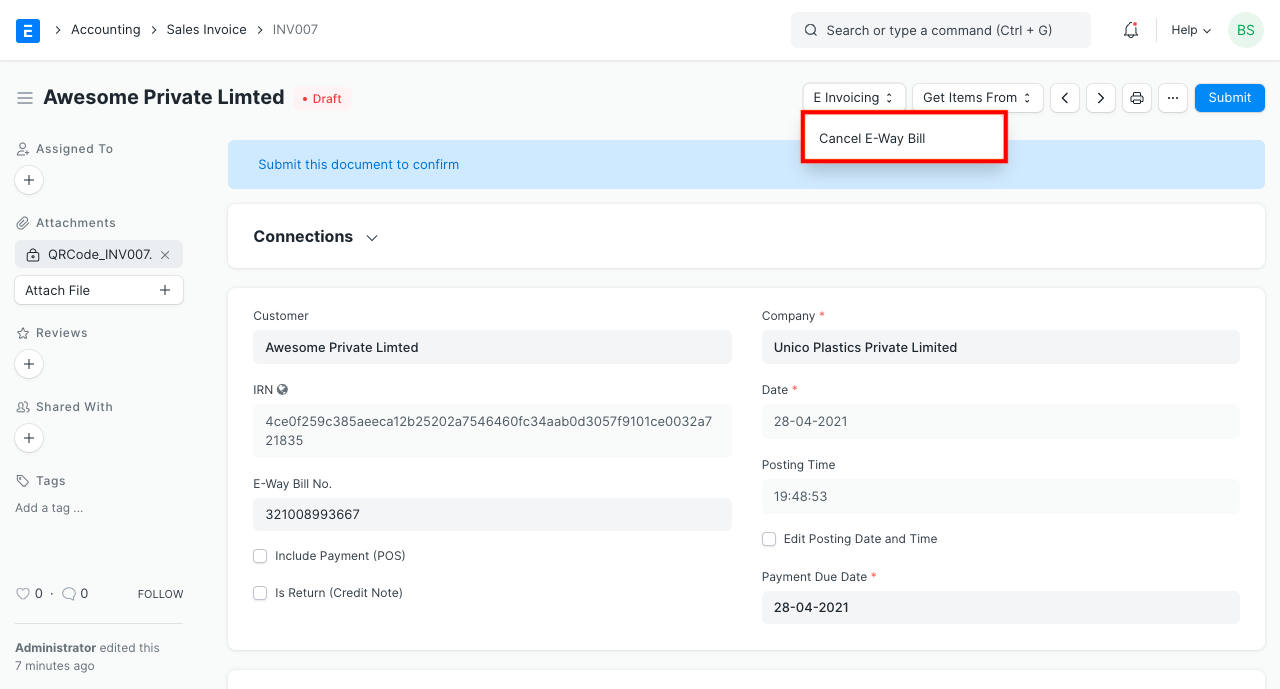 E
Accounting
Sales Invoice
INV007
Search or type a command (Ctrl + G)
Help
BS
Awesome Private Limted
Draft
E Invoicing
Get Items From
Submit
Cancel E-Way Bill
Assigned To
Attachments
QRCode_INV007.
Attach File
Reviews
Shared With
Tags
Add a tag ...
0 · 0
FOLLOW
Administrator edited this
7 minutes ago
Submit this document to confirm
Connections
Customer
Awesome Private Limted
IRN
4ce0f259c385aeeca12b25202a7546460fc34aab0d3057f9101ce0032a7
21835
E-Way Bill No.
321008993667
Include Payment (POS)
Is Return (Credit Note)
Company *
Unico Plastics Private Limited
Date *
28-04-2021
Posting Time
19:48:53
Edit Posting Date and Time
Payment Due Date *
28-04-2021